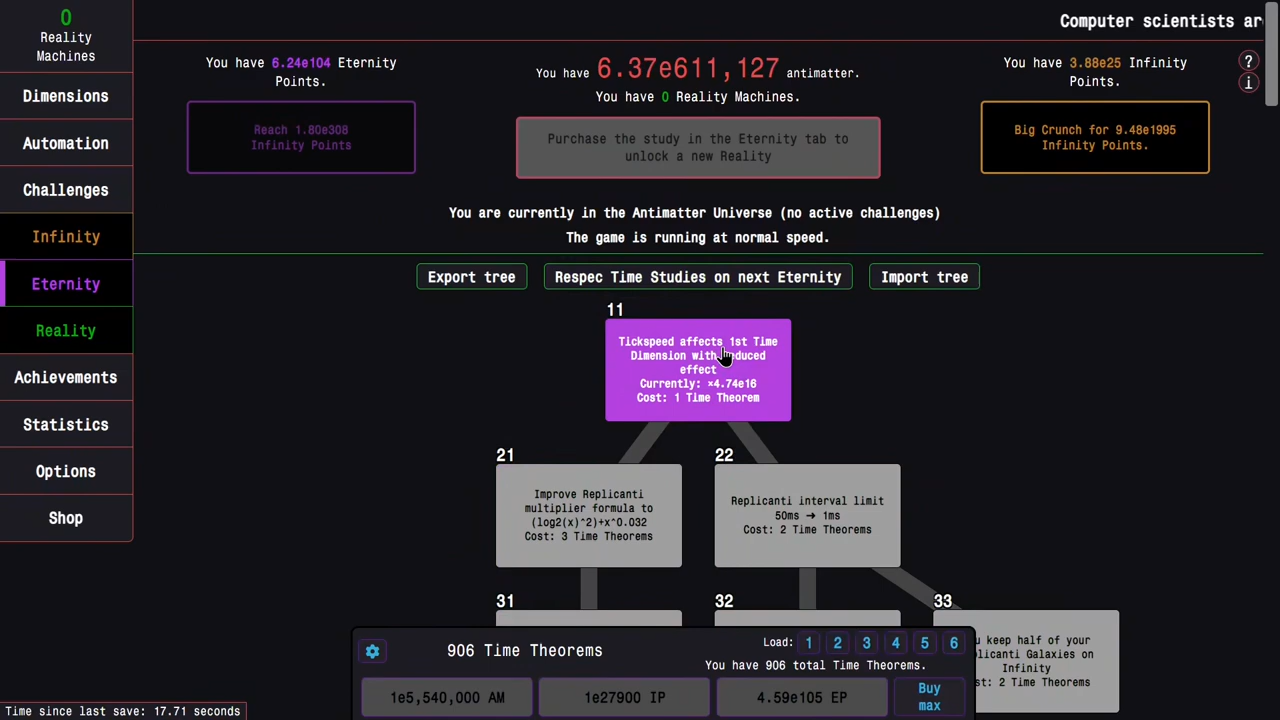 0
Reality
Machines
Dimensions
Automation
Challenges
Infinity
Eternity
Reality
Achievements
Statistics
Options
Shop
Computer scientists ar
You have 6.24e104 Eternity
Points.
Reach 1.80e308
Infinity Points
You have 6.37e611,127 antimatter.
You have 0 Reality Machines.
Purchase the study in the Eternity tab to
unlock a new Reality
You have 3.88e25 Infinity
Points.
Big Crunch for 9.48e1995
Infinity Points.
?
i
You are currently in the Antimatter Universe (no active challenges)
The game is running at normal speed.
Export tree
Respec Time Studies on next Eternity
Import tree
11
Tickspeed affects 1st Time
Dimension with reduced
effect
Currently: ×4.74e16
Cost: 1 Time Theorem
21
Improve Replicanti
multiplier formula to
(log2(x)^2)+x^0.032
Cost: 3 Time Theorems
22
Replicanti interval limit
50ms → 1ms
Cost: 2 Time Theorems
31
32
33
u keep half of your
plicanti Galaxies on
Infinity
st: 2 Time Theorems
906 Time Theorems
Load: 1 2 3 4 5 6
You have 906 total Time Theorems.
1e5,540,000 AM
1e27900 IP
4.59e105 EP
Buy
max
Time since last save: 17.71 seconds